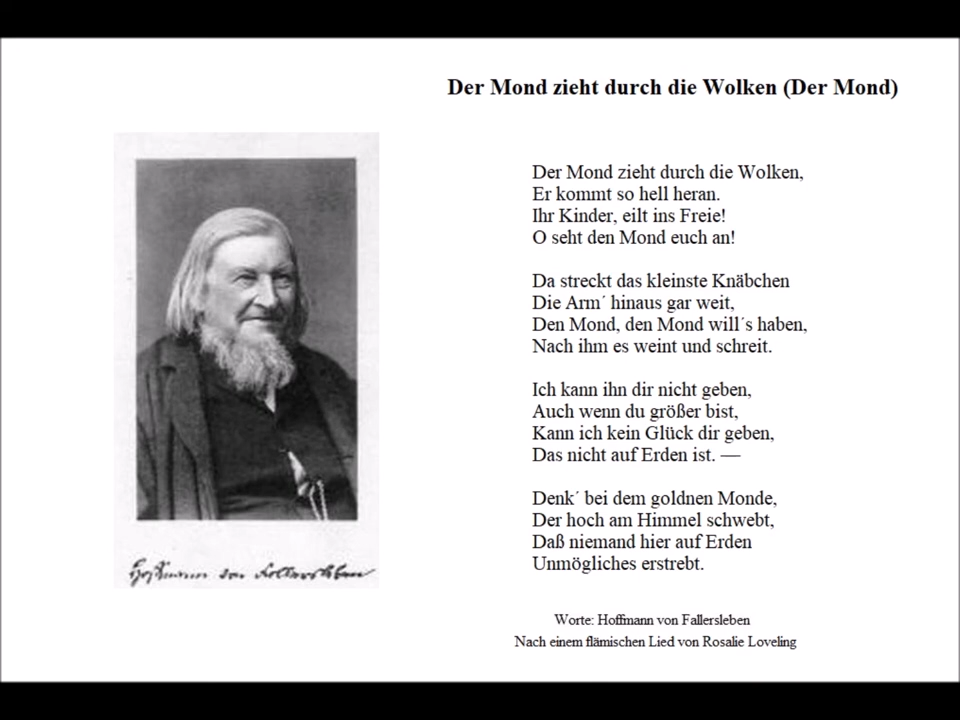 Der Mond zieht durch die Wolken (Der Mond)
Der Mond zieht durch die Wolken,
Er kommt so hell heran.
Ihr Kinder, eilt ins Freie!
O seht den Mond euch an!
Da streckt das kleinste Knäbchen
Die Arm´ hinaus gar weit,
Den Mond, den Mond will´s haben,
Nach ihm es weint und schreit.
Ich kann ihn dir nicht geben,
Auch wenn du größer bist,
Kann ich kein Glück dir geben,
Das nicht auf Erden ist. —
Denk´ bei dem goldnen Monde,
Der hoch am Himmel schwebt,
Daß niemand hier auf Erden
Unmögliches erstrebt.
Hoffmann von Fallersleben
Worte: Hoffmann von Fallersleben
Nach einem flämischen Lied von Rosalie Loveling